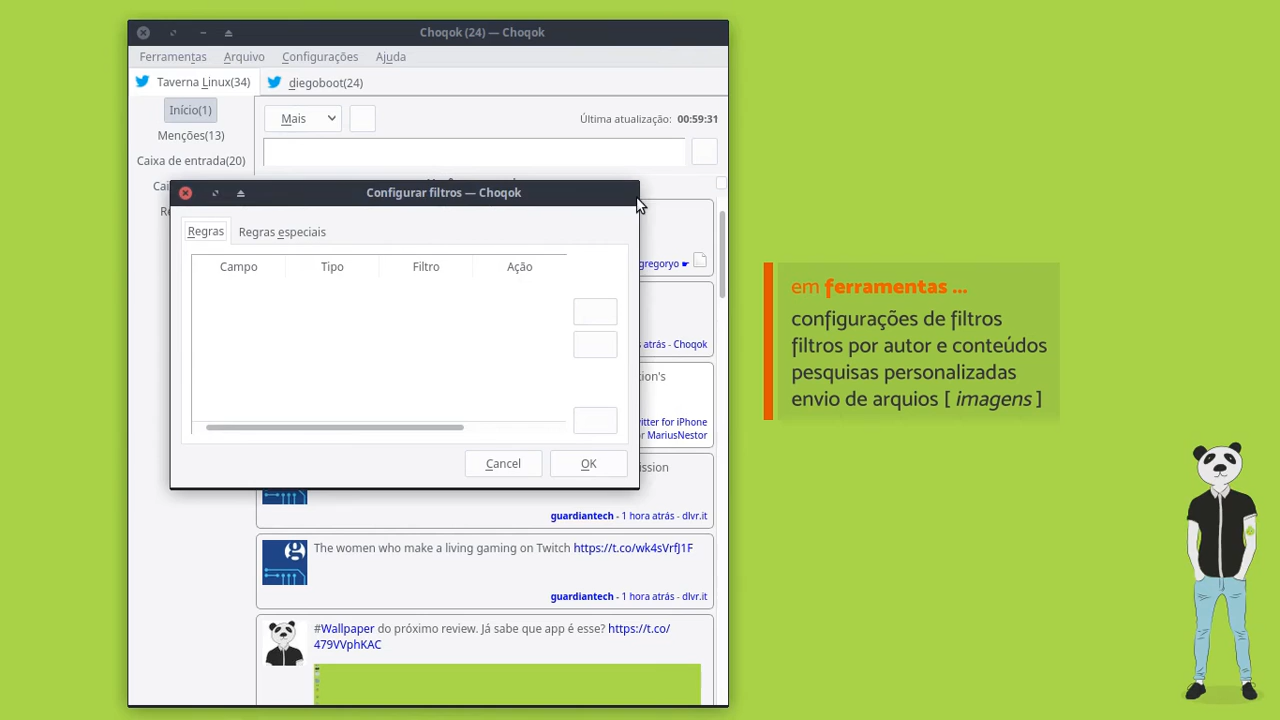 Choqok (24) — Choqok
Ferramentas Arquivo Configurações Ajuda
Taverna Linux(34) diegoboot(24)
Início(1)
Menções(13)
Caixa de entrada(20)
Mais
Última atualização: 00:59:31
Configurar filtros — Choqok
Regras Regras especiais
Campo Tipo Filtro Ação
Cancel OK
gregoryo
atrás - Choqok
tion's
itter for iPhone
or MariusNestor
ssion
guardiantech - 1 hora atrás - dlvr.it
The women who make a living gaming on Twitch https://t.co/wk4sVrfJ1F
guardiantech - 1 hora atrás - dlvr.it
#Wallpaper do próximo review. Já sabe que app é esse? https://t.co/
479VVphKAC
em ferramentas ...
configurações de filtros
filtros por autor e conteúdos
pesquisas personalizadas
envio de arquios [ imagens ]